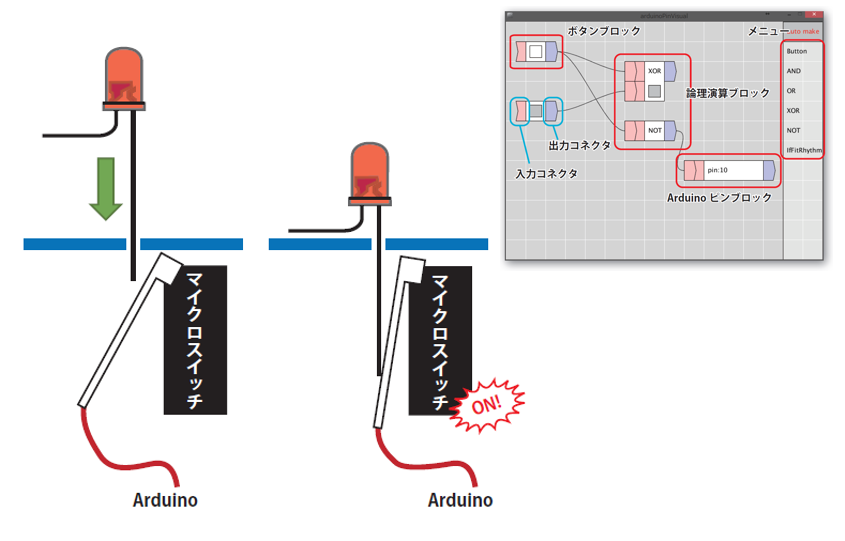 マイクロスイッチ
Arduino
マイクロスイッチ
ON!
Arduino
arduinoPinVisual
ボタンブロック
メニュー
Auto-make
Button
AND
OR
XOR
NOT
IfFitRhythm
XOR
論理演算ブロック
NOT
出力コネクタ
入力コネクタ
pin:10
Arduino ピンブロック